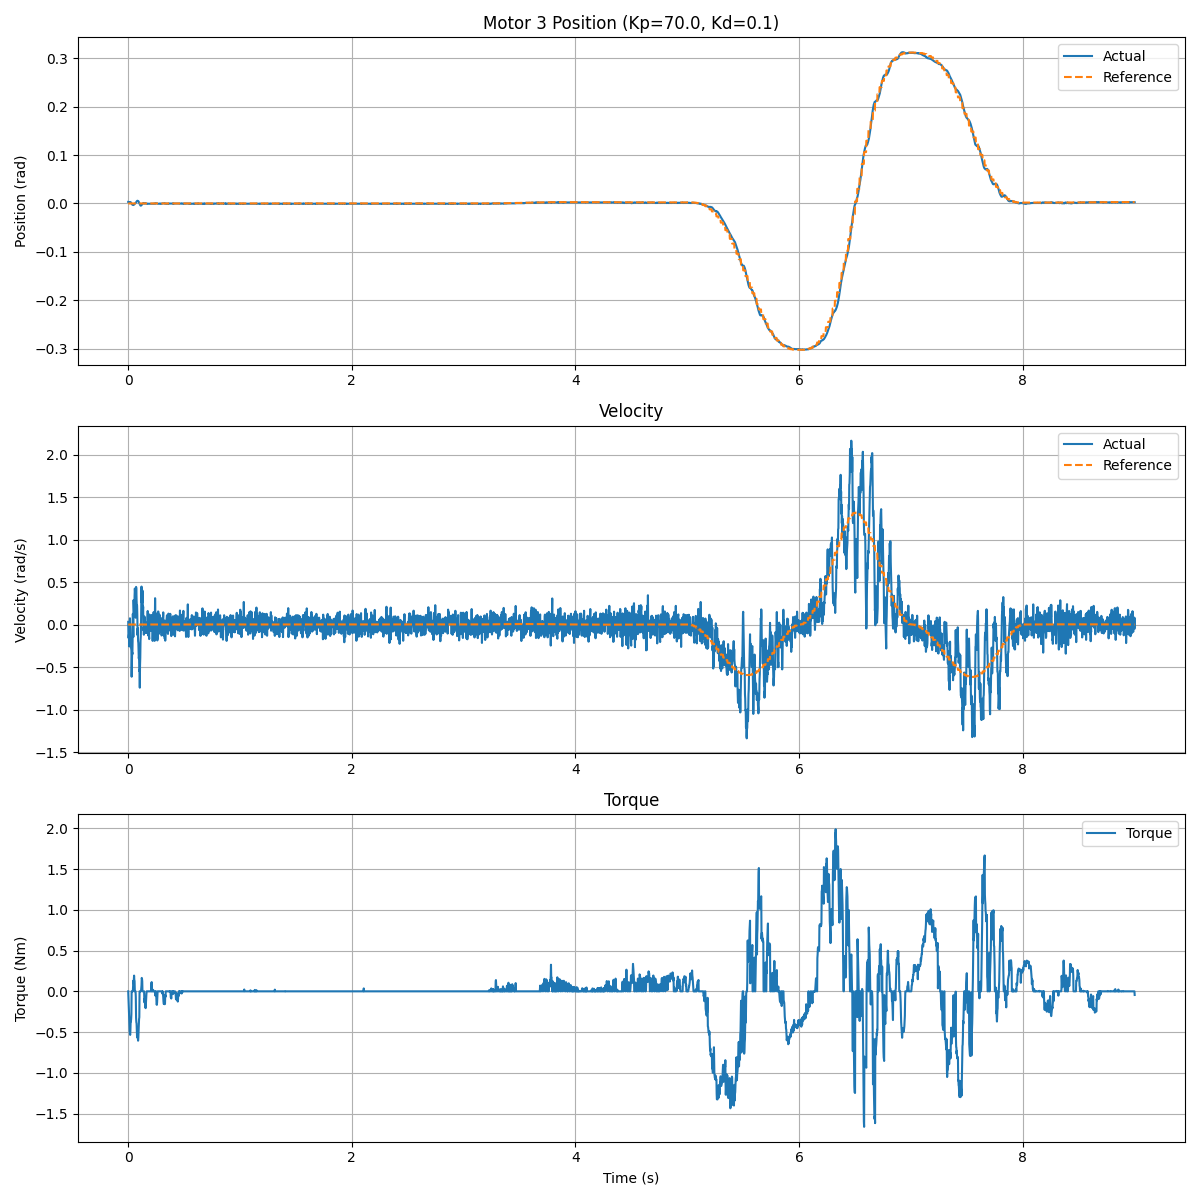 Motor 3 Position (Kp=70.0, Kd=0.1)
Actual
Reference
Position (rad)
0.3
0.2
0.1
0.0
−0.1
−0.2
−0.3
0 2 4 6 8
Velocity
Actual
Reference
Velocity (rad/s)
2.0
1.5
1.0
0.5
0.0
−0.5
−1.0
−1.5
0 2 4 6 8
Torque
Torque
Torque (Nm)
2.0
1.5
1.0
0.5
0.0
−0.5
−1.0
−1.5
0 2 4 6 8
Time (s)